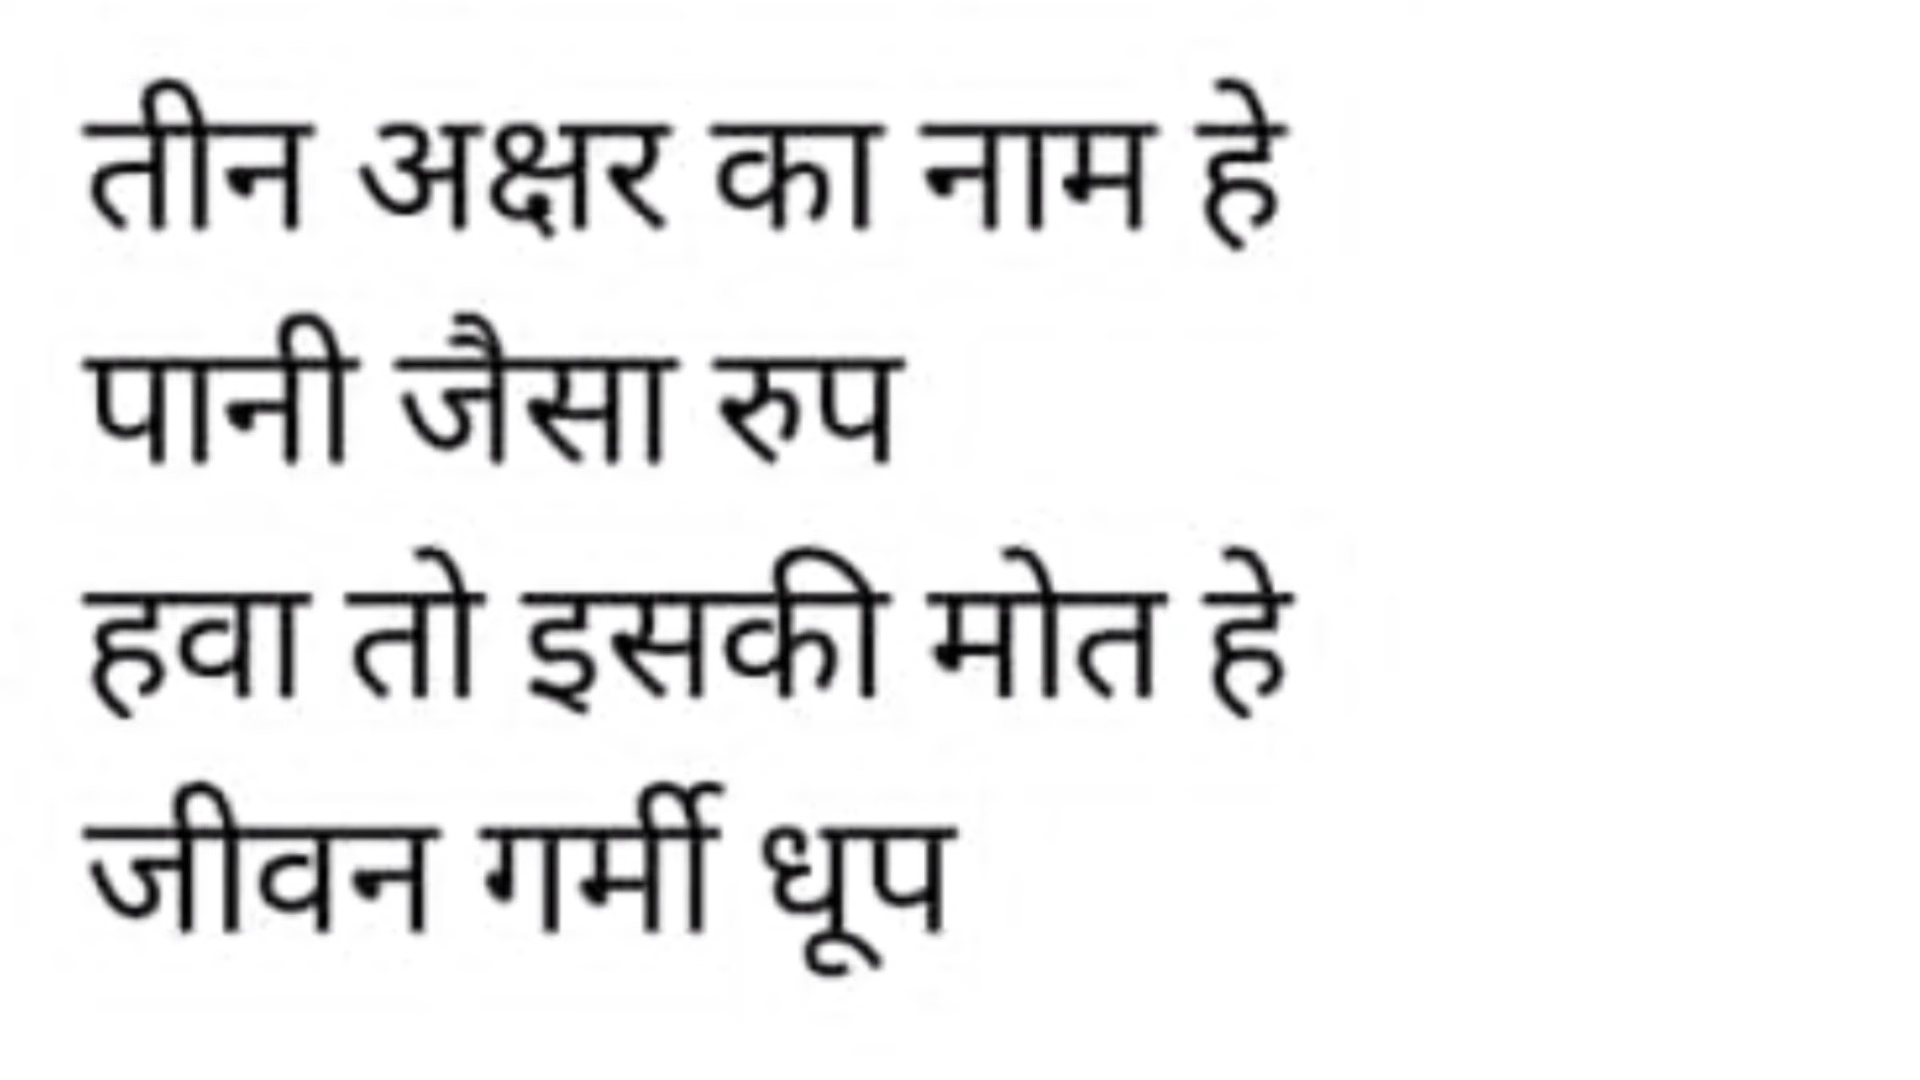 तीन अक्षर का नाम हे
पानी जैसा रुप
हवा तो इसकी मोत हे
जीवन गर्मी धूप